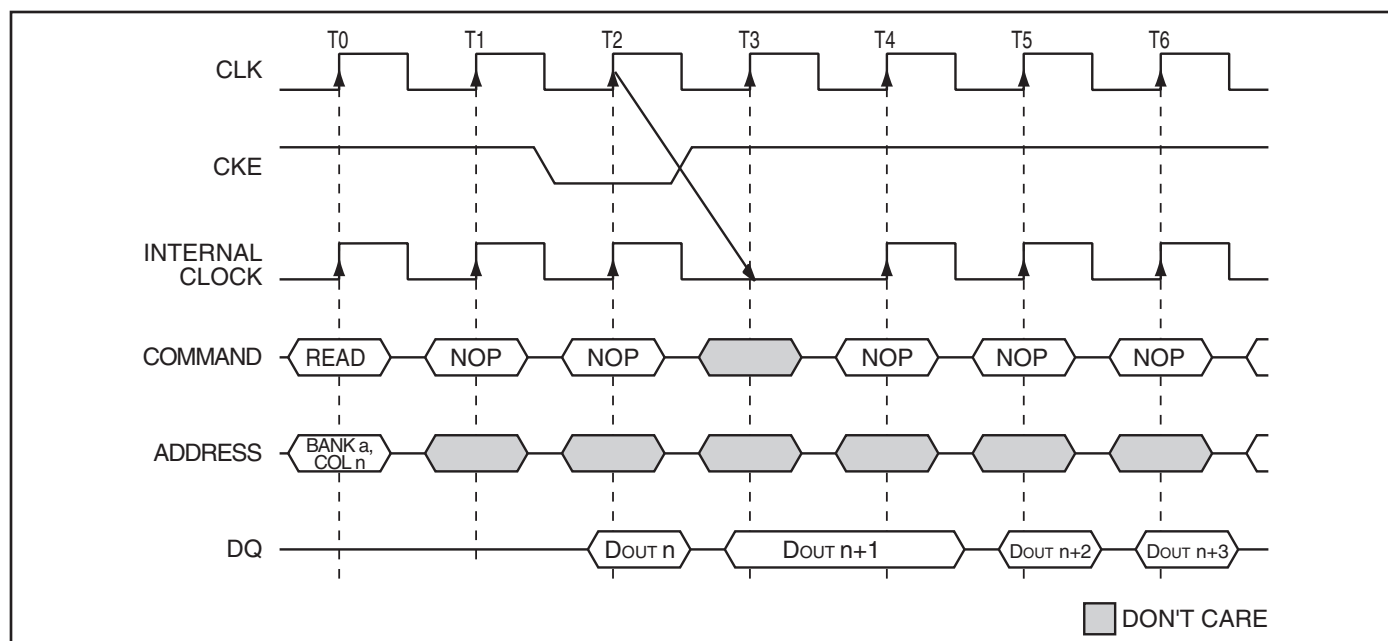 T0 T1 T2 T3 T4 T5 T6
CLK
CKE
INTERNAL
CLOCK
COMMAND READ NOP NOP NOP NOP NOP
ADDRESS BANK a,
COL n
DQ DOUT n DOUT n+1 DOUT n+2 DOUT n+3
DON'T CARE